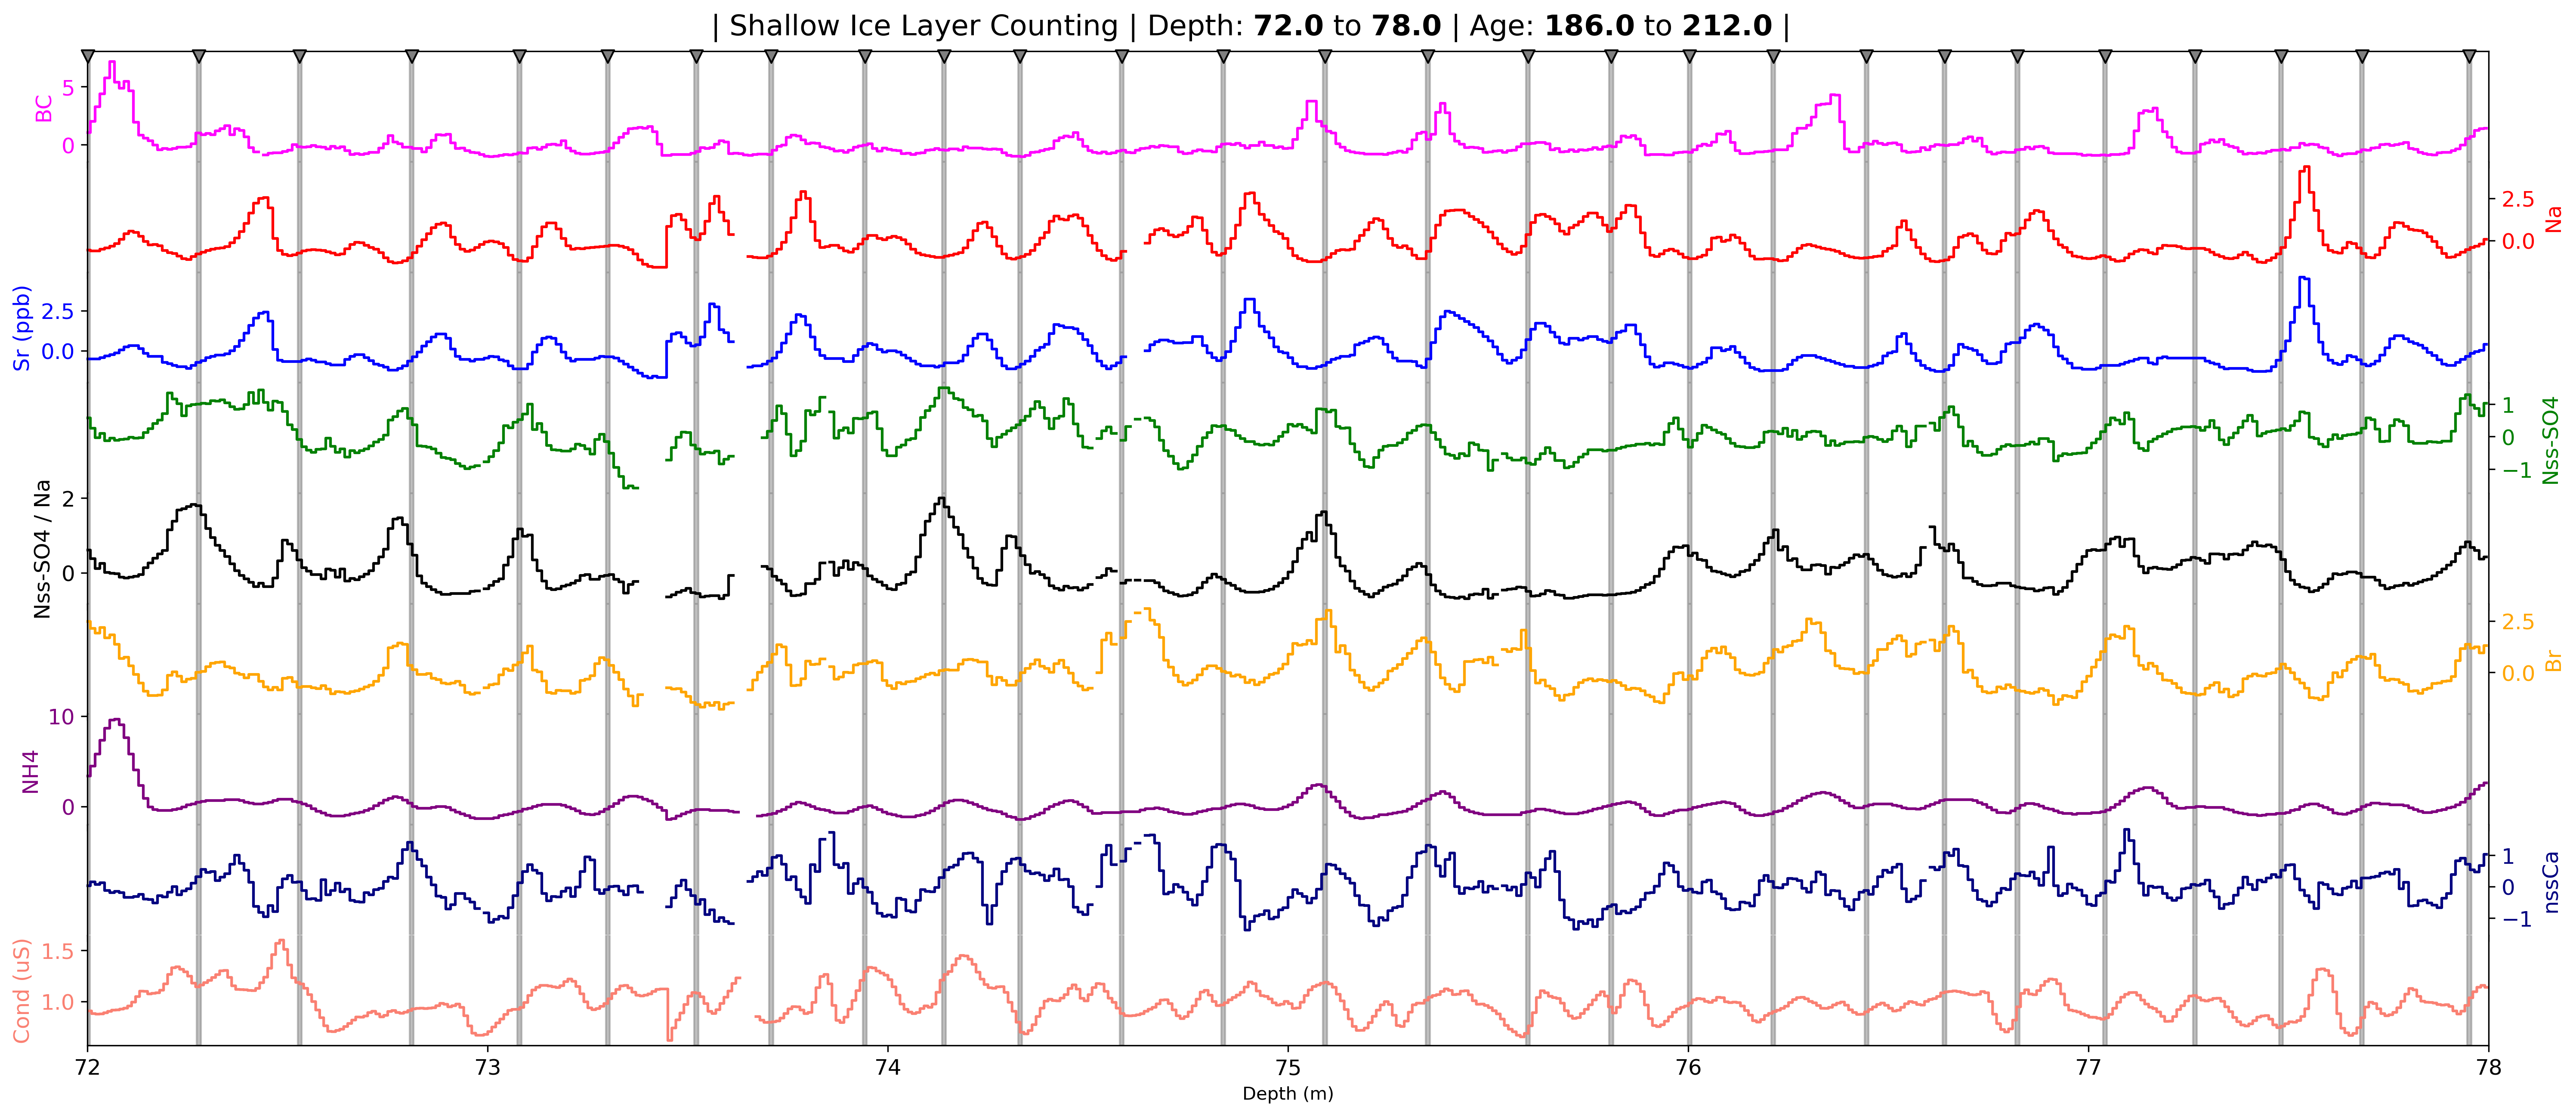 | Shallow Ice Layer Counting | Depth: 72.0 to 78.0 | Age: 186.0 to 212.0 |
BC
5
0
2.5
0.0
Na
Sr (ppb)
2.5
0.0
1
0
−1
Nss-SO4
Nss-SO4 / Na
2
0
2.5
0.0
Br
NH4
10
0
1
0
−1
nssCa
Cond (uS)
1.5
1.0
72 73 74 75 76 77 78
Depth (m)